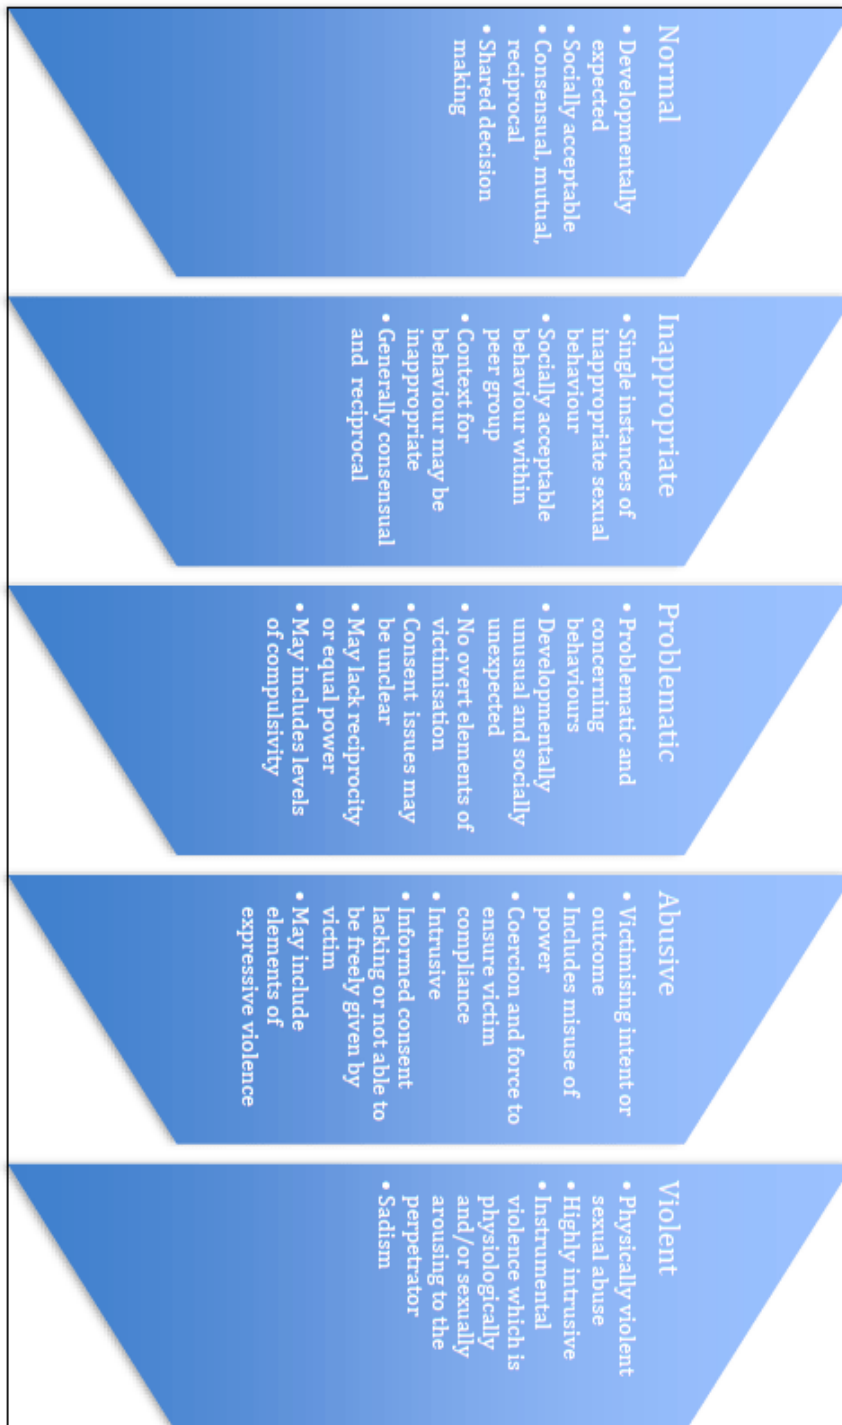 Normal
• Developmentally
expected
• Socially acceptable
• Consensual, mutual,
reciprocal
• Shared decision
making
Inappropriate
• Single instances of
inappropriate sexual
behaviour
• Socially acceptable
behaviour within
peer group
• Context for
behaviour may be
inappropriate
• Generally consensual
and reciprocal
Problematic
• Problematic and
concerning
behaviours
• Developmentally
unusual and socially
unexpected
• No overt elements of
victimisation
• Consent issues may
be unclear
• May lack reciprocity
or equal power
• May includes levels
of compulsivity
Abusive
• Victimising intent or
outcome
• Includes misuse of
power
• Coercion and force to
ensure victim
compliance
• Intrusive
• Informed consent
lacking or not able to
be freely given by
victim
• May include
elements of
expressive violence
Violent
• Physically violent
sexual abuse
• Highly intrusive
• Instrumental
violence which is
physiologically
and/or sexually
arousing to the
perpetrator
• Sadism